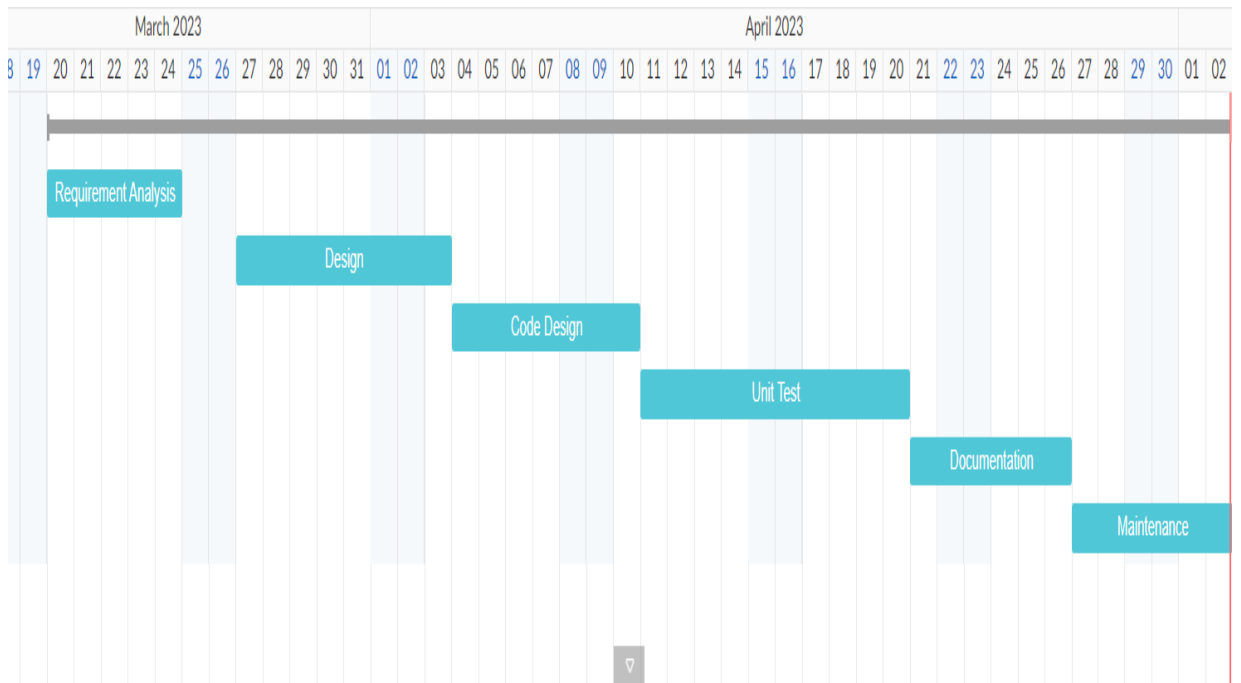 March 2023 April 2023
8 19 20 21 22 23 24 25 26 27 28 29 30 31 01 02 03 04 05 06 07 08 09 10 11 12 13 14 15 16 17 18 19 20 21 22 23 24 25 26 27 28 29 30 01 02
Requirement Analysis
Design
Code Design
Unit Test
Documentation
Maintenance